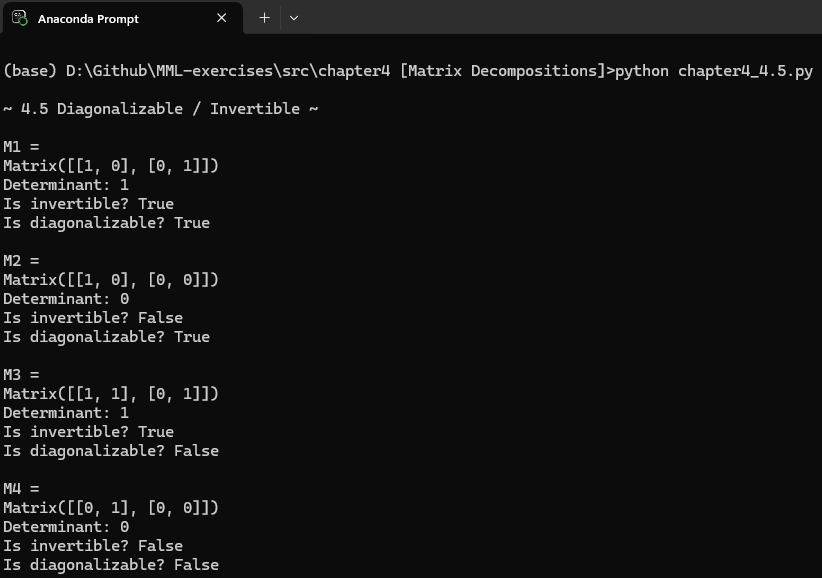 Anaconda Prompt
(base) D:\Github\MML-exercises\src\chapter4 [Matrix Decompositions]>python chapter4_4.5.py
~ 4.5 Diagonalizable / Invertible ~
M1 =
Matrix([[1, 0], [0, 1]])
Determinant: 1
Is invertible? True
Is diagonalizable? True
M2 =
Matrix([[1, 0], [0, 0]])
Determinant: 0
Is invertible? False
Is diagonalizable? True
M3 =
Matrix([[1, 1], [0, 1]])
Determinant: 1
Is invertible? True
Is diagonalizable? False
M4 =
Matrix([[0, 1], [0, 0]])
Determinant: 0
Is invertible? False
Is diagonalizable? False